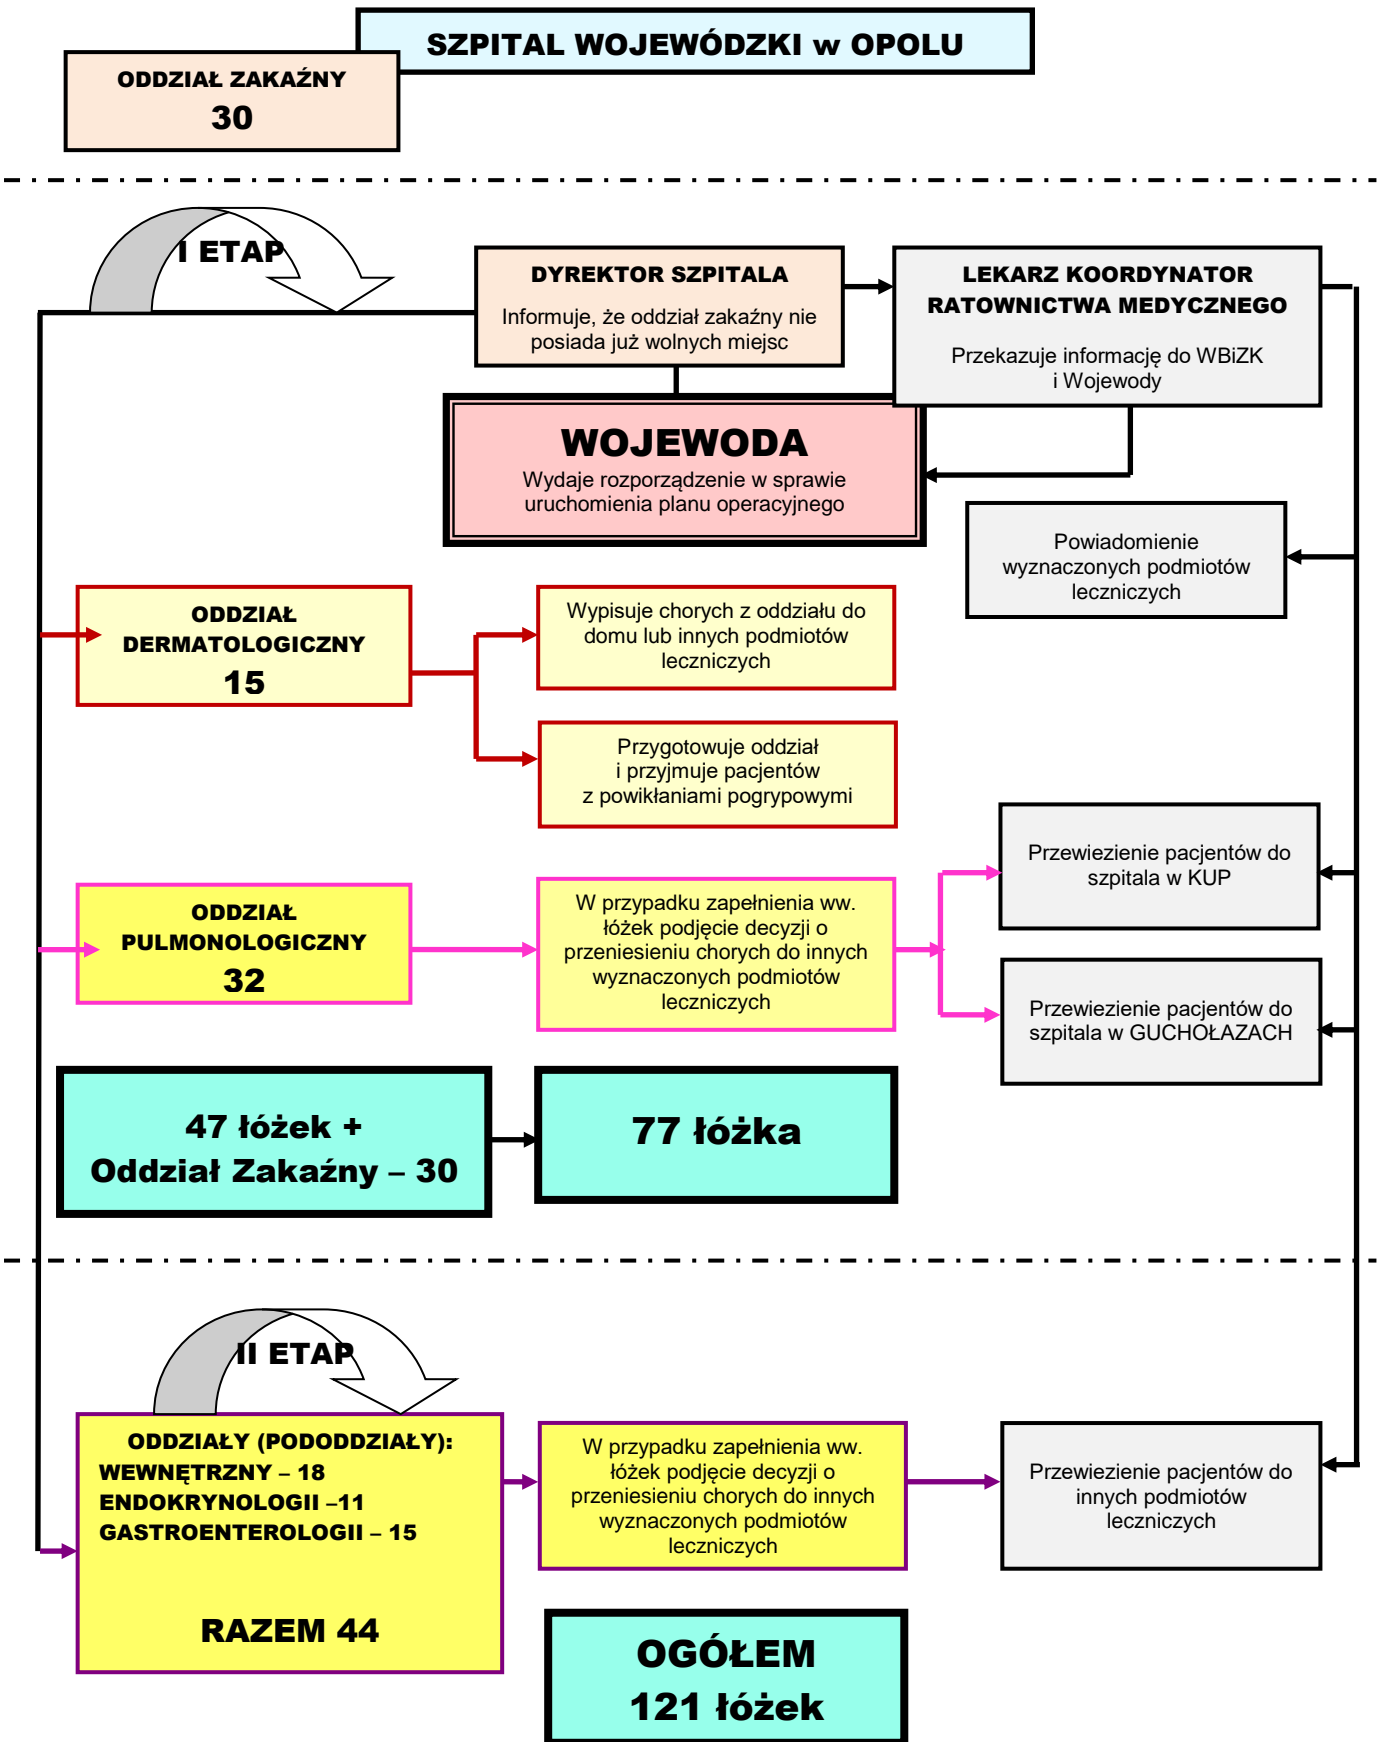 SZPITAL WOJEWÓDZKI w OPOLU
ODDZIAŁ ZAKAŹNY
30
I ETAP
DYREKTOR SZPITALA
Informuje, że oddział zakaźny nie
posiada już wolnych miejsc
LEKARZ KOORDYNATOR
RATOWNICTWA MEDYCZNEGO
Przekazuje informację do WBiZK
i Wojewody
WOJEWODA
Wydaje rozporządzenie w sprawie
uruchomienia planu operacyjnego
Powiadomienie
wyznaczonych podmiotów
leczniczych
ODDZIAŁ
DERMATOLOGICZNY
15
Wypisuje chorych z oddziału do
domu lub innych podmiotów
leczniczych
Przygotowuje oddział
i przyjmuje pacjentów
z powikłaniami pogrypowymi
ODDZIAŁ
PULMONOLOGICZNY
32
W przypadku zapełnienia ww.
łóżek podjęcie decyzji o
przeniesieniu chorych do innych
wyznaczonych podmiotów
leczniczych
Przewiezienie pacjentów do
szpitala w KUP
Przewiezienie pacjentów do
szpitala w GUCHOŁAZACH
47 łóżek +
Oddział Zakaźny – 30
77 łóżka
II ETAP
ODDZIAŁY (PODODDZIAŁY):
WEWNĘTRZNY – 18
ENDOKRYNOLOGII –11
GASTROENTEROLOGII – 15
RAZEM 44
W przypadku zapełnienia ww.
łóżek podjęcie decyzji o
przeniesieniu chorych do innych
wyznaczonych podmiotów
leczniczych
Przewiezienie pacjentów do
innych podmiotów
leczniczych
OGÓŁEM
121 łóżek